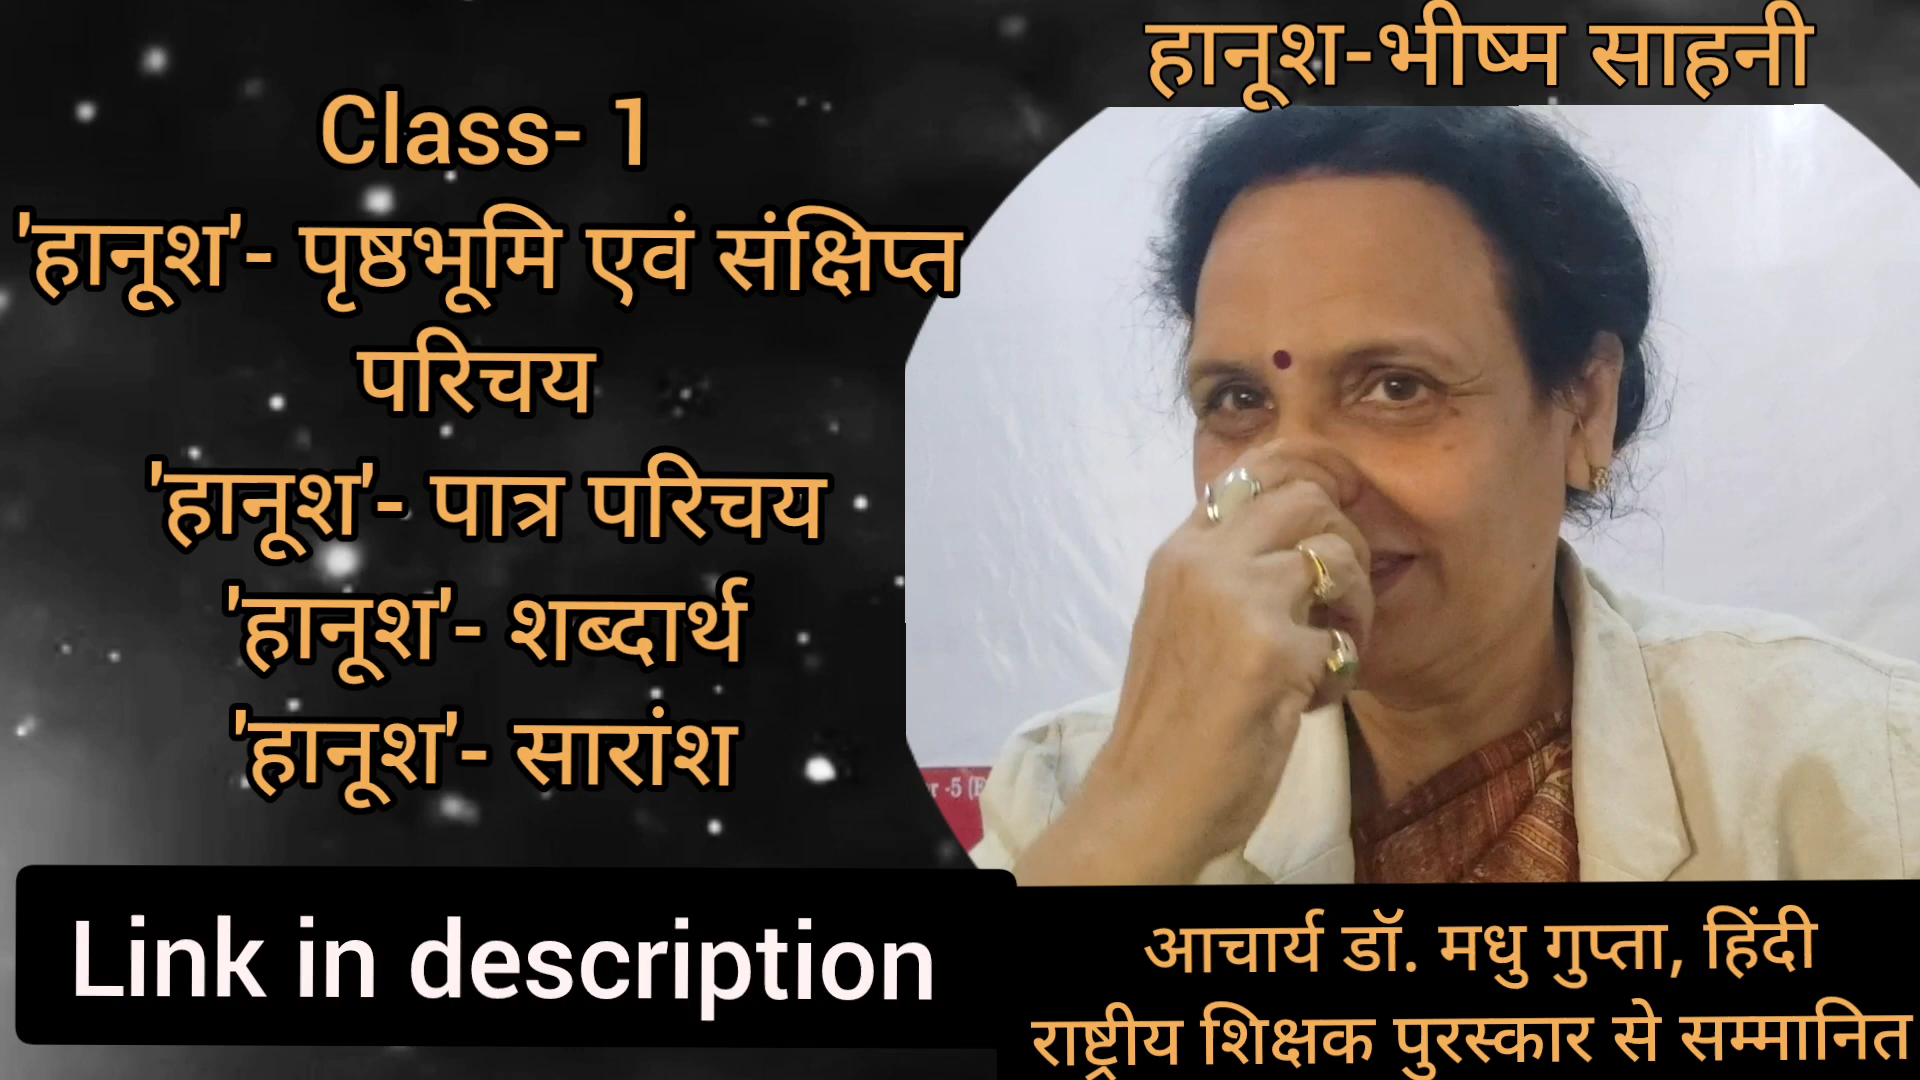 हानूश-भीष्म साहनी
Class- 1
'हानूश'- पृष्ठभूमि एवं संक्षिप्त
परिचय
'हानूश'- पात्र परिचय
'हानूश'- शब्दार्थ
'हानूश'- सारांश
Link in description
आचार्य डॉ. मधु गुप्ता, हिंदी
राष्ट्रीय शिक्षक पुरस्कार से सम्मानित